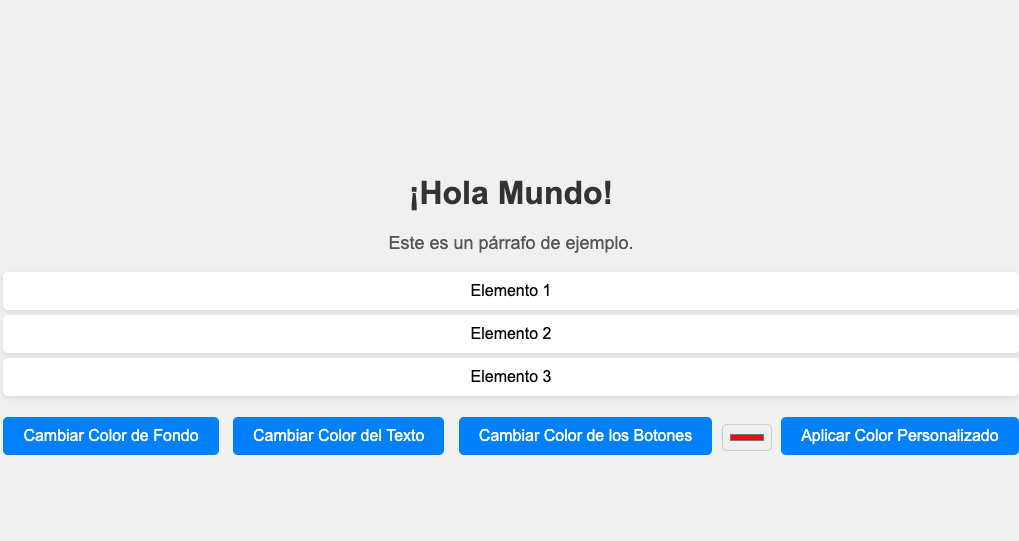 ¡Hola Mundo!
Este es un párrafo de ejemplo.
Elemento 1
Elemento 2
Elemento 3
Cambiar Color de Fondo
Cambiar Color del Texto
Cambiar Color de los Botones
Aplicar Color Personalizado